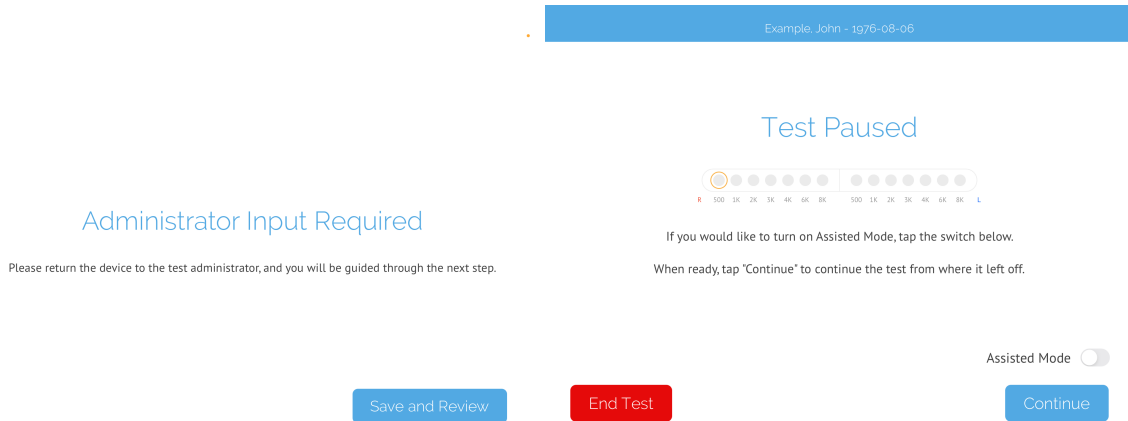 Administrator Input Required
Please return the device to the test administrator, and you will be guided through the next step.
Save and Review
Example, John - 1976-08-06
Test Paused
R 500 1K 2K 3K 4K 6K 8K 500 1K 2K 3K 4K 6K 8K L
If you would like to turn on Assisted Mode, tap the switch below.
When ready, tap "Continue" to continue the test from where it left off.
Assisted Mode
End Test
Continue